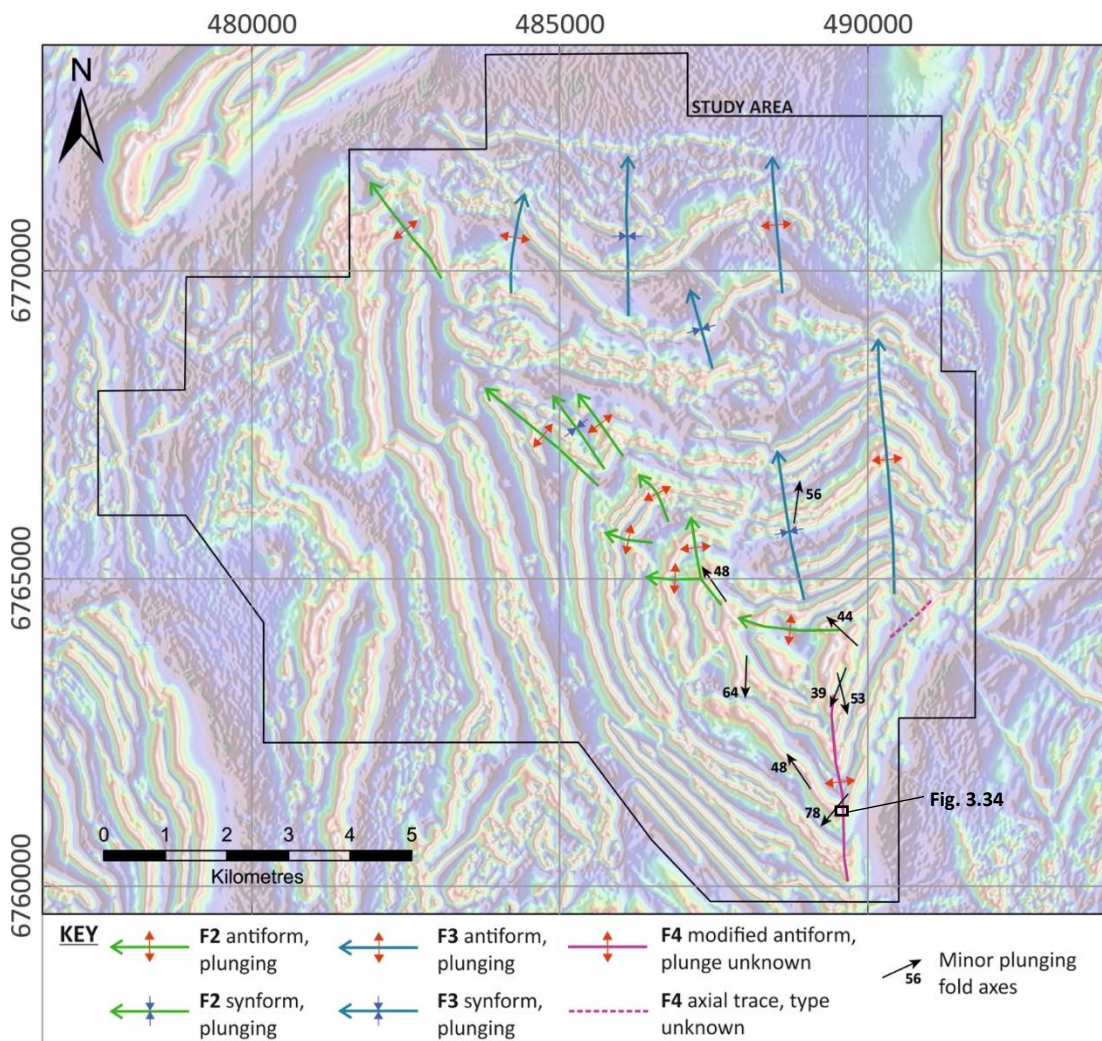 480000
485000
490000
N
STUDY AREA
6770000
6765000
6760000
56
48
44
64
39
53
48
78
Fig. 3.34
0 1 2 3 4 5
Kilometres
KEY
F2 antiform,
plunging
F3 antiform,
plunging
F4 modified antiform,
plunge unknown
56
Minor plunging
fold axes
F2 synform,
plunging
F3 synform,
plunging
F4 axial trace, type
unknown